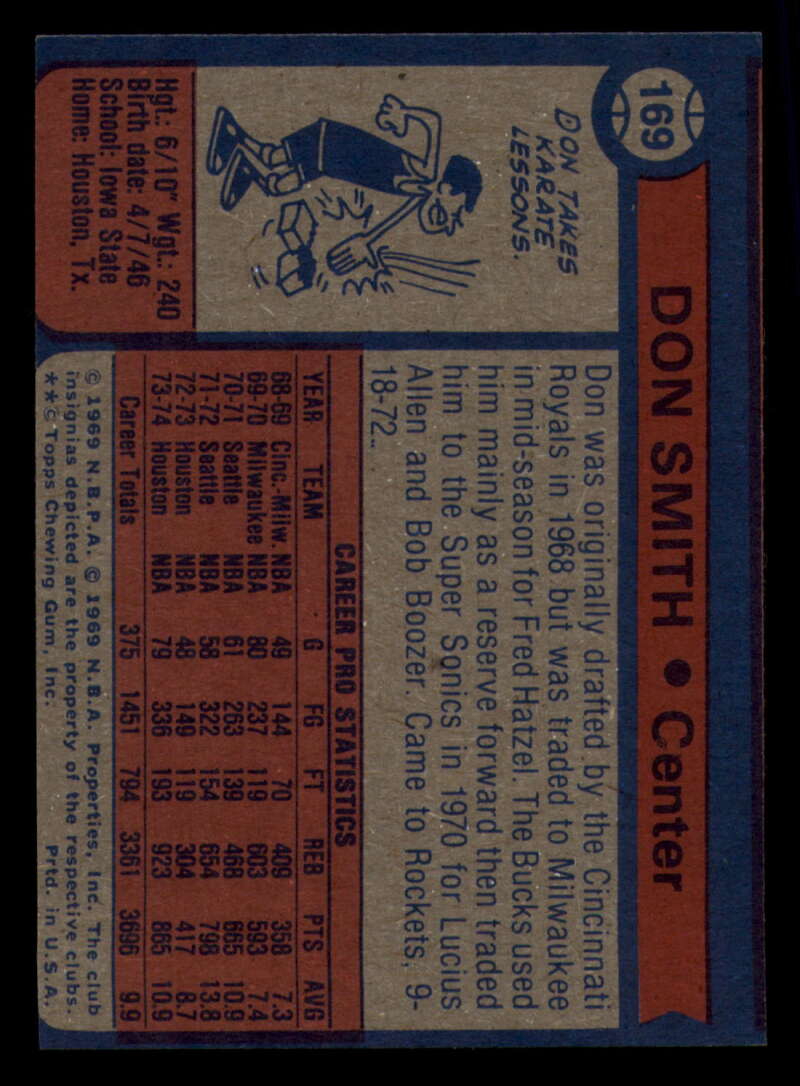 169
DON SMITH ● Center
DON TAKES
KARATE
LESSONS.
Hgt.: 6/10" Wgt.: 240
Birth date: 4/7/46
School: Iowa State
Home: Houston, Tx.
Don was originally drafted by the Cincinnati
Royals in 1968 but was traded to Milwaukee
in mid-season for Fred Hatzel. The Bucks used
him mainly as a reserve forward then traded
him to the Super Sonics in 1970 for Lucius
Allen and Bob Boozer. Came to Rockets, 9-
18-72..
CAREER PRO STATISTICS
YEAR TEAM G FG FT REB PTS AVG
68-69 Cinc.-Milw. NBA 49 144 70 409 358 7.3
69-70 Milwaukee NBA 80 237 119 603 593 7.4
70-71 Seattle NBA 61 263 139 468 665 10.9
71-72 Seattle NBA 58 322 154 654 798 13.8
72-73 Houston NBA 48 149 119 304 417 8.7
73-74 Houston NBA 79 336 193 923 865 10.9
Career Totals 375 1451 794 3361 3696 9.9
© 1969 N.B.P.A. © 1969 N.B.A. Properties, Inc. The club
insignias depicted are the property of the respective clubs.
**© Topps Chewing Gum, Inc. Prtd. in U.S.A.